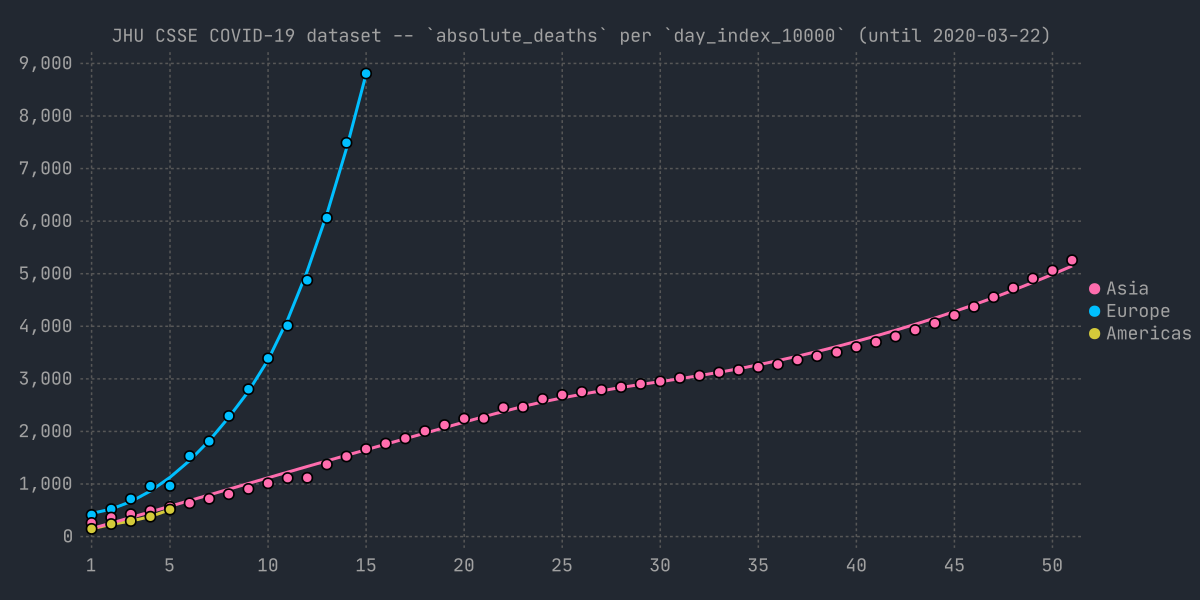 JHU CSSE COVID-19 dataset -- `absolute_deaths` per `day_index_10000` (until 2020-03-22)
9,000
8,000
7,000
6,000
5,000
4,000
3,000
2,000
1,000
0
1 5 10 15 20 25 30 35 40 45 50
Asia
Europe
Americas